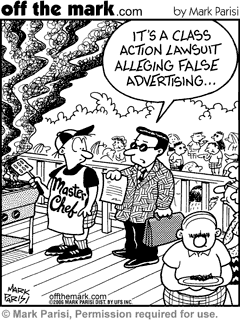 off the mark.com
by Mark Parisi
IT'S A CLASS
ACTION LAWSUIT
ALLEGING FALSE
ADVERTISING...
Master
Chef
MARK
PARISI
offthemark.com
©2006 MARK PARISI DIST. BY UFS INC.
© Mark Parisi, Permission required for use.